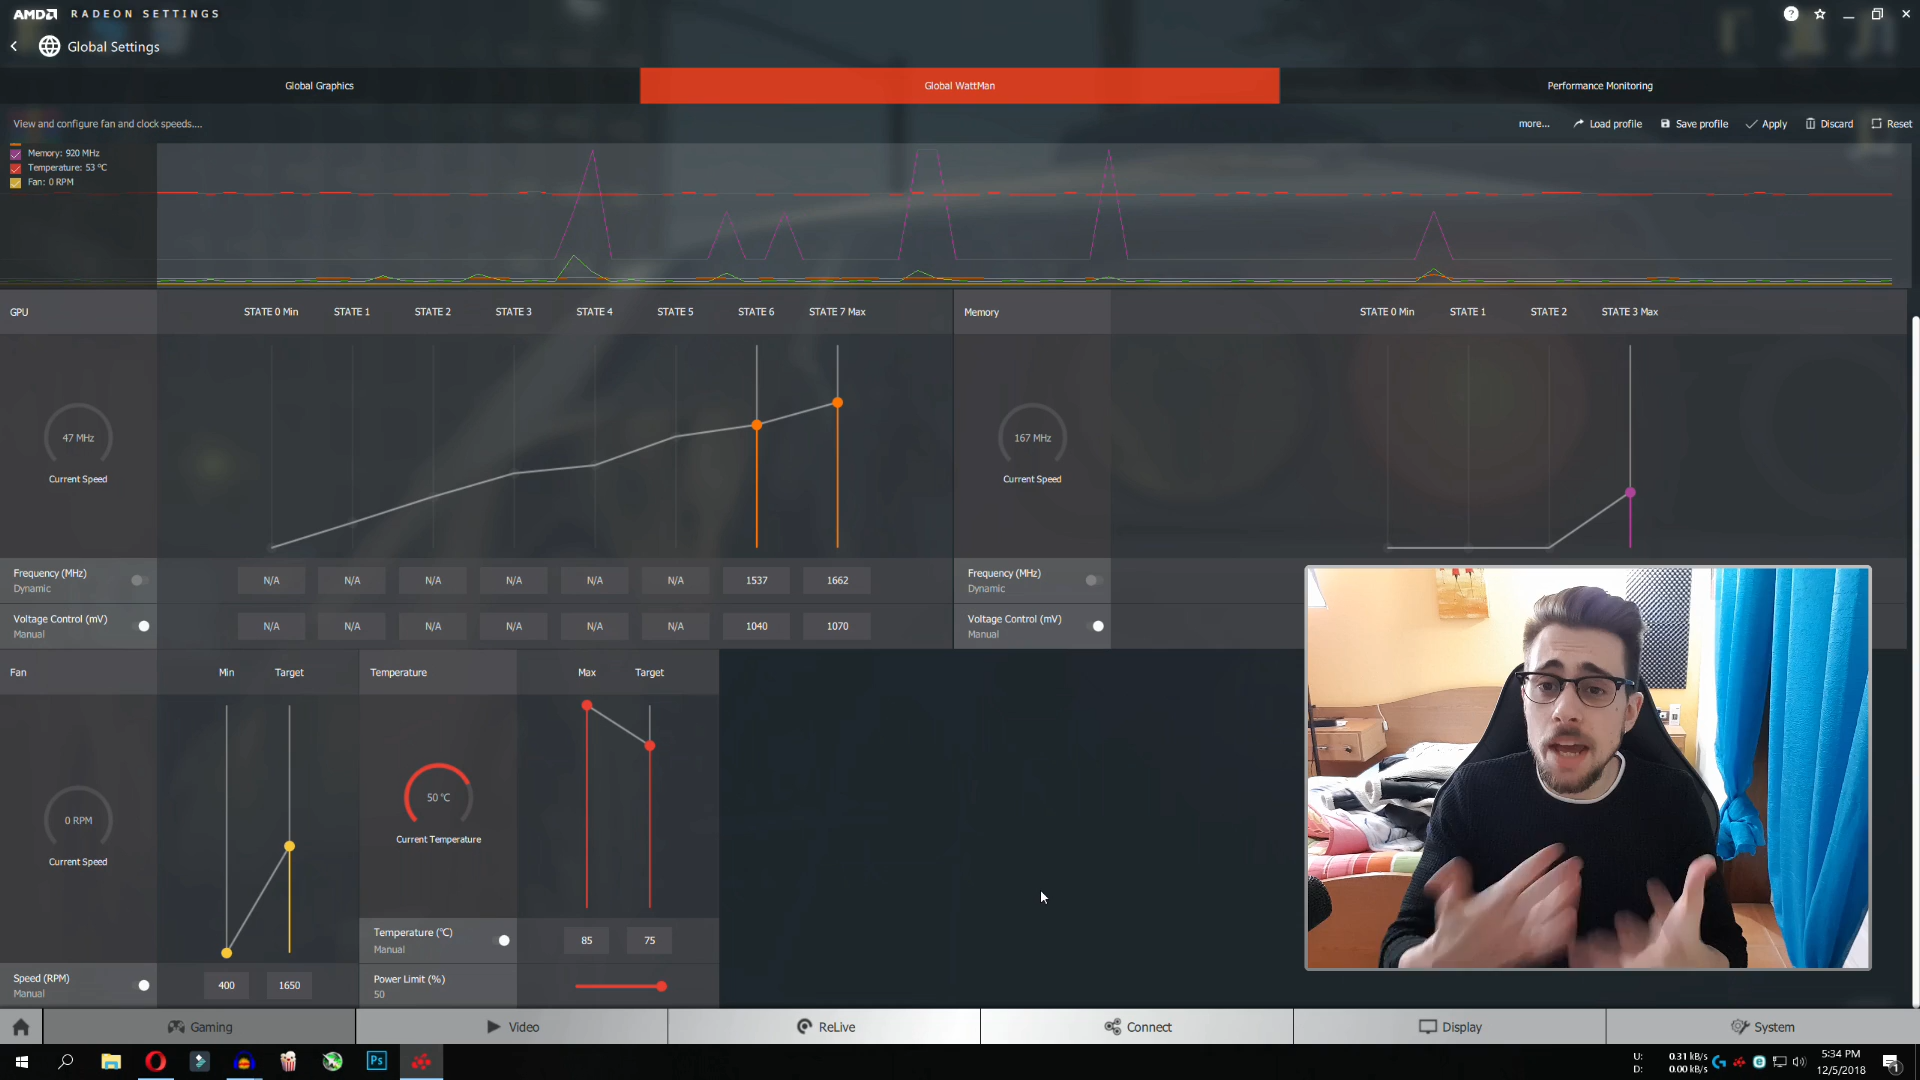 AMD RADEON SETTINGS
Global Settings
Global Graphics
Global WattMan
Performance Monitoring
View and configure fan and clock speeds....
more...
Load profile
Save profile
Apply
Discard
Reset
Memory: 920 MHz
Temperature: 53 °C
Fan: 0 RPM
GPU
STATE 0 Min
STATE 1
STATE 2
STATE 3
STATE 4
STATE 5
STATE 6
STATE 7 Max
47 MHz
Current Speed
Frequency (MHz)
Dynamic
N/A
N/A
N/A
N/A
N/A
N/A
1537
1662
Voltage Control (mV)
Manual
N/A
N/A
N/A
N/A
N/A
N/A
1040
1070
Memory
STATE 0 Min
STATE 1
STATE 2
STATE 3 Max
167 MHz
Current Speed
Frequency (MHz)
Dynamic
Voltage Control (mV)
Manual
Fan
Min
Target
0 RPM
Current Speed
Speed (RPM)
Manual
400
1650
Temperature
Max
Target
50 °C
Current Temperature
Temperature (°C)
Manual
85
75
Power Limit (%)
50
Gaming
Video
ReLive
Connect
Display
System
Ps
U: 0.31 kB/s
D: 0.00 kB/s
5:34 PM
12/5/2018
1